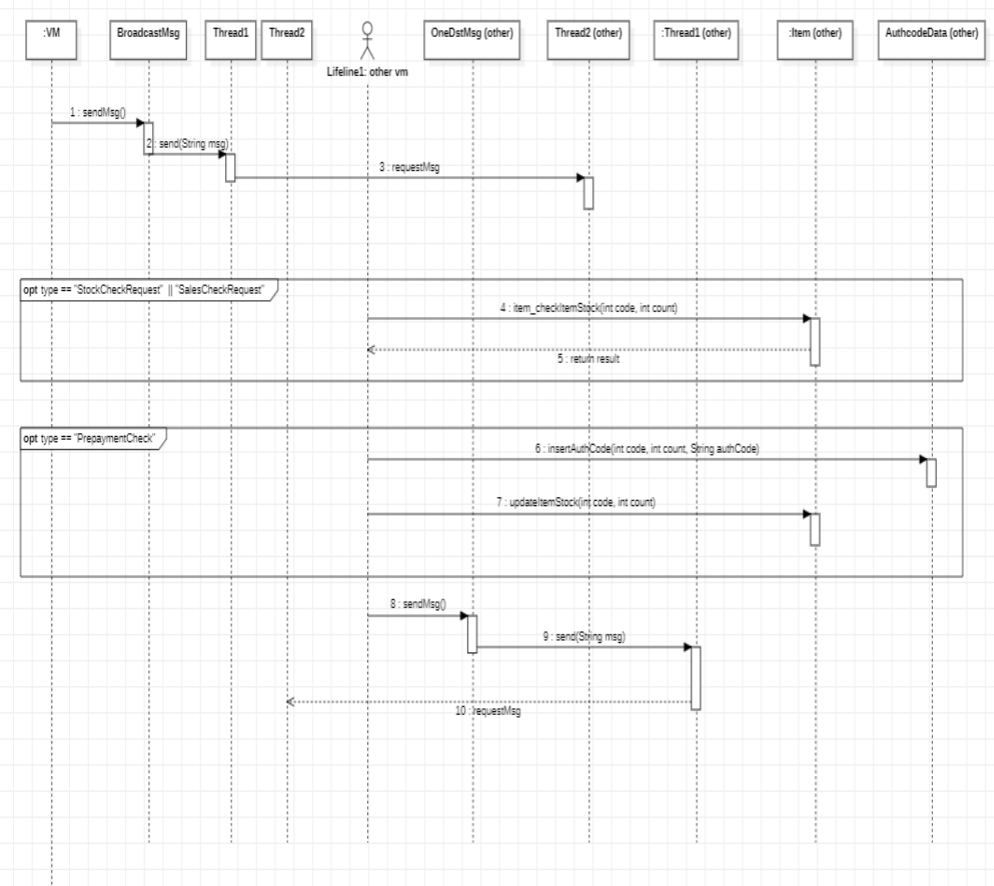 :VM
BroadcastMsg
Thread1
Thread2
OneDstMsg (other)
Thread2 (other)
:Thread1 (other)
:Item (other)
AuthcodeData (other)
Lifeline1: other vm
1 : sendMsg()
2 : send(String msg)
3 : requestMsg
opt type == "StockCheckRequest" || "SalesCheckRequest"
4 : item_checkItemStock(int code, int count)
5 : return result
opt type == "PrepaymentCheck"
6 : insertAuthCode(int code, int count, String authCode)
7 : updateItemStock(int code, int count)
8 : sendMsg()
9 : send(String msg)
10 : requestMsg